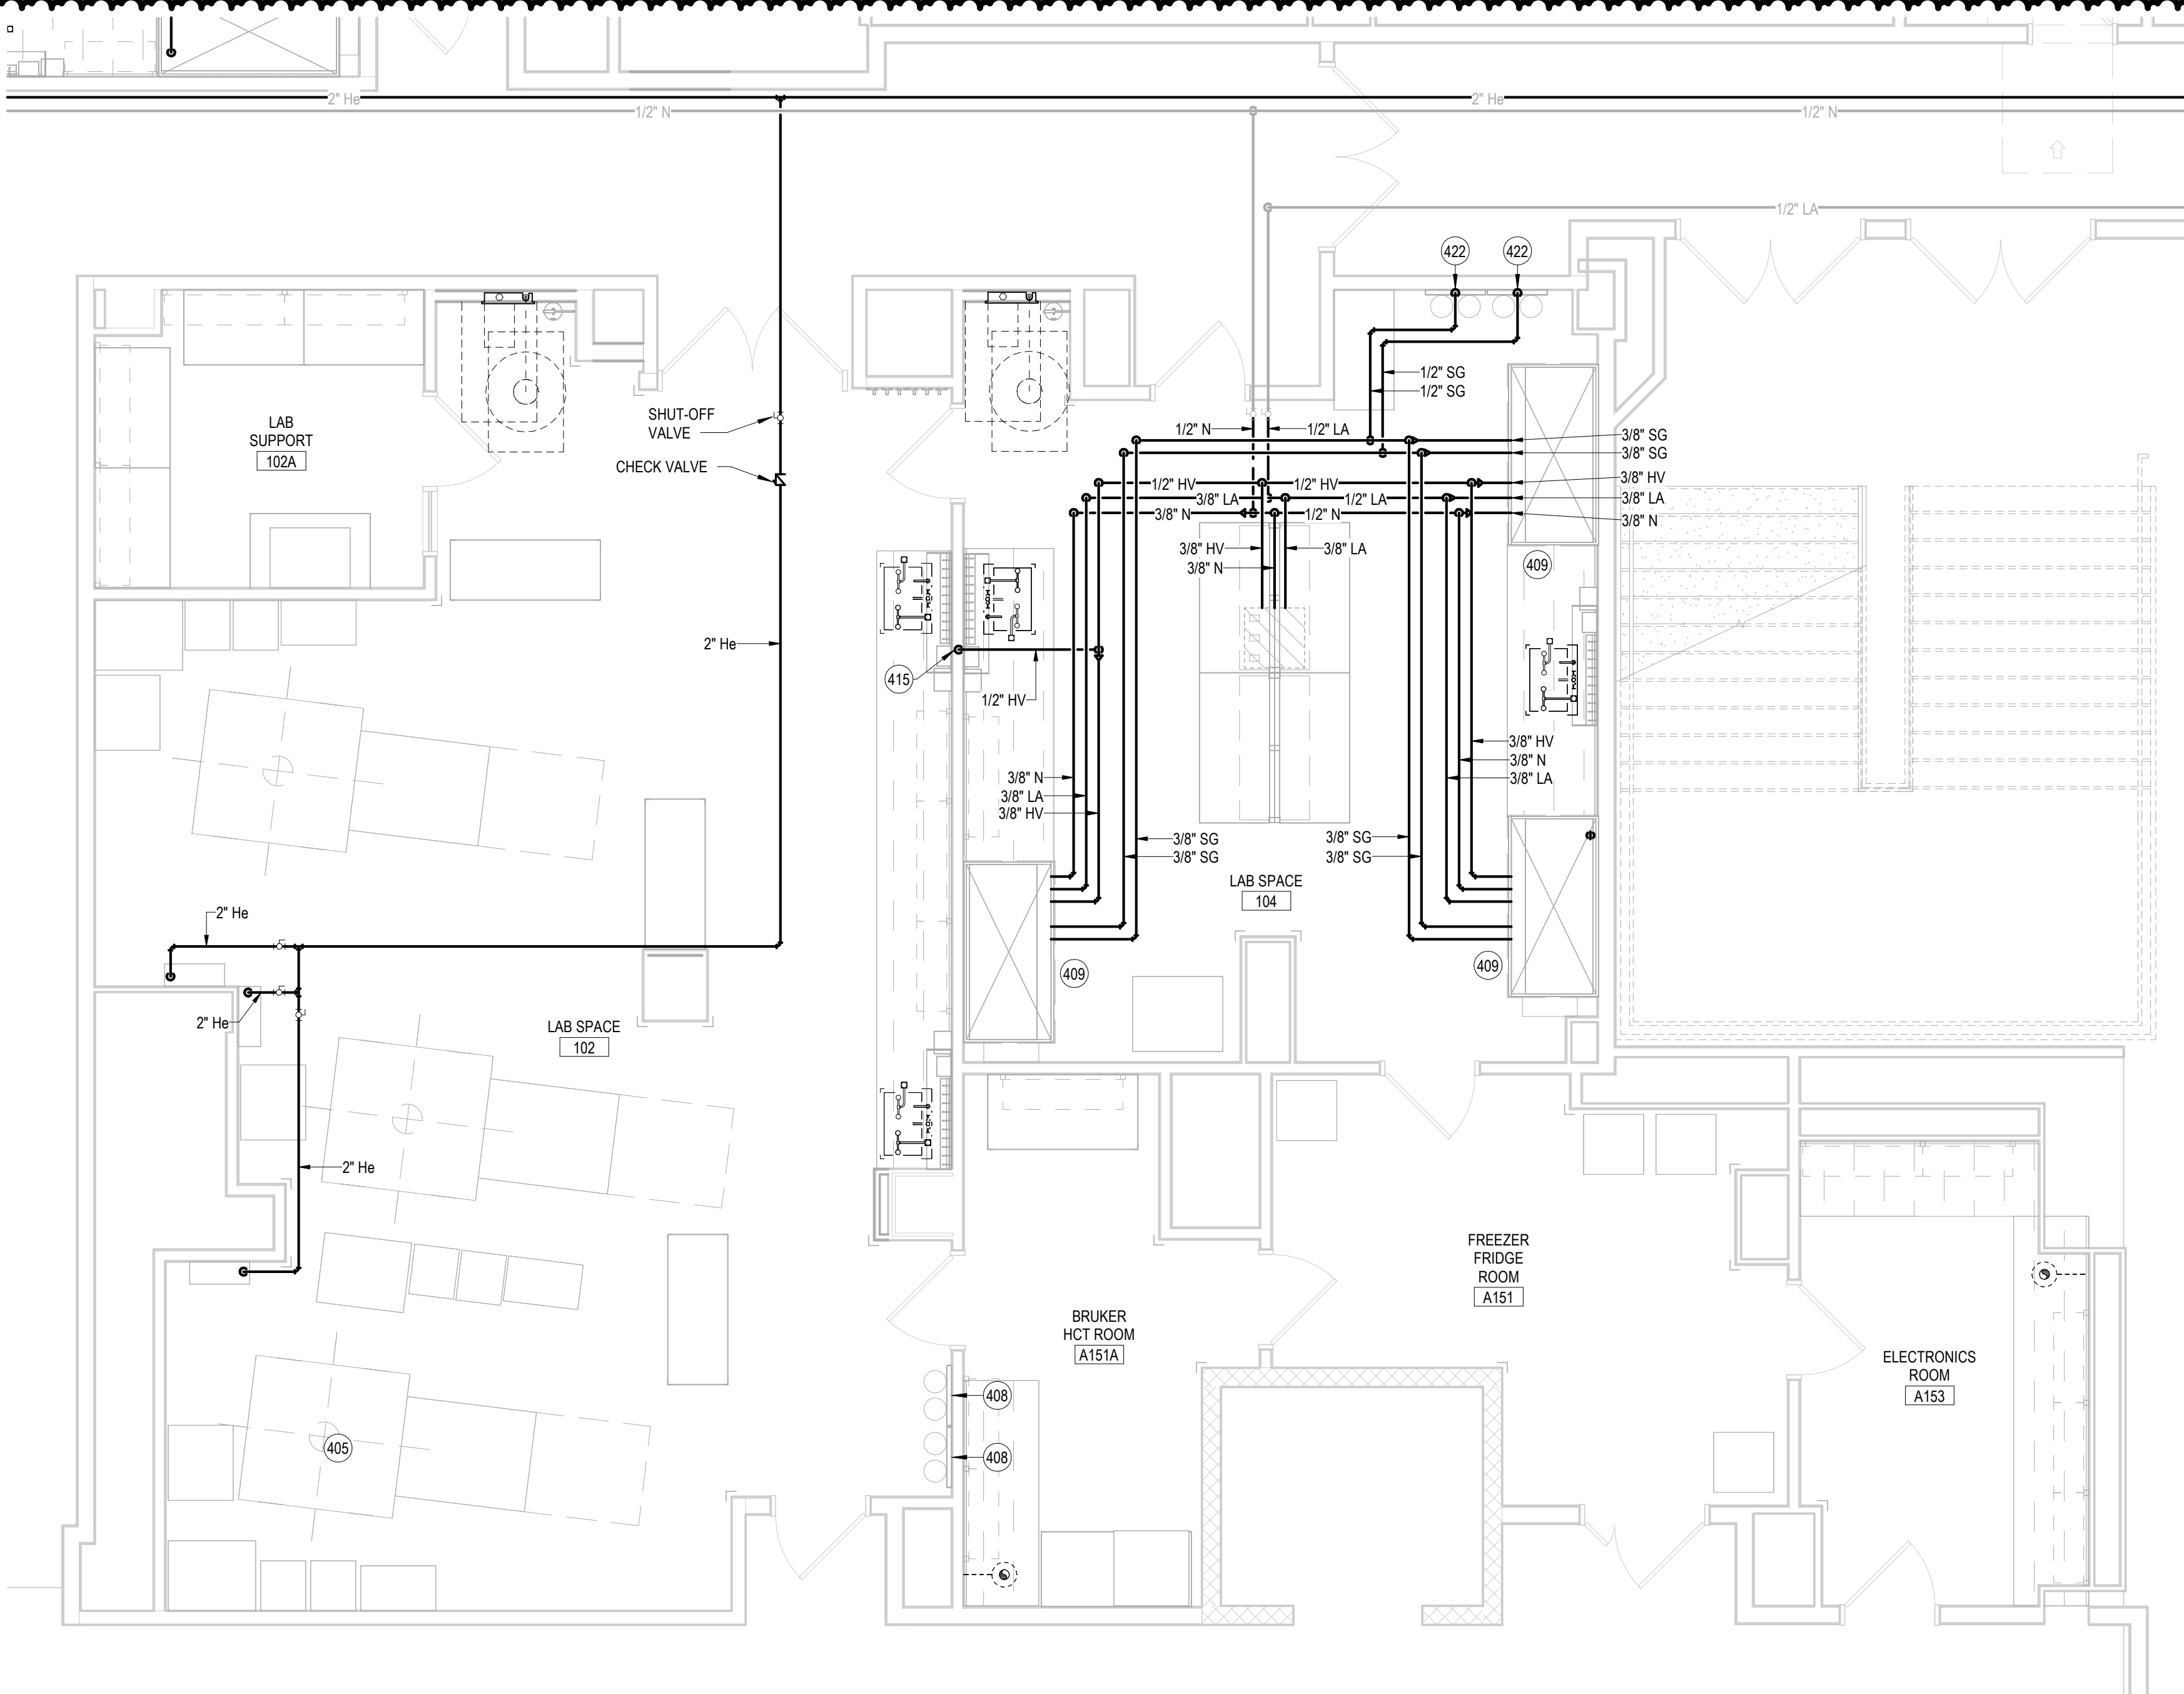 2" He
2" He
1/2" N
1/2" N
1/2" LA
422
422
1/2" SG
1/2" SG
SHUT-OFF
VALVE
CHECK VALVE
LAB
SUPPORT
102A
1/2" N
1/2" LA
3/8" SG
3/8" SG
3/8" HV
3/8" LA
3/8" N
1/2" HV
1/2" HV
3/8" LA
1/2" LA
3/8" N
1/2" N
3/8" HV
3/8" LA
3/8" N
409
2" He
415
1/2" HV
3/8" HV
3/8" N
3/8" LA
3/8" N
3/8" LA
3/8" HV
3/8" SG
3/8" SG
3/8" SG
3/8" SG
LAB SPACE
104
2" He
409
409
2" He
LAB SPACE
102
2" He
FREEZER
FRIDGE
ROOM
A151
BRUKER
HCT ROOM
A151A
ELECTRONICS
ROOM
A153
408
405
408